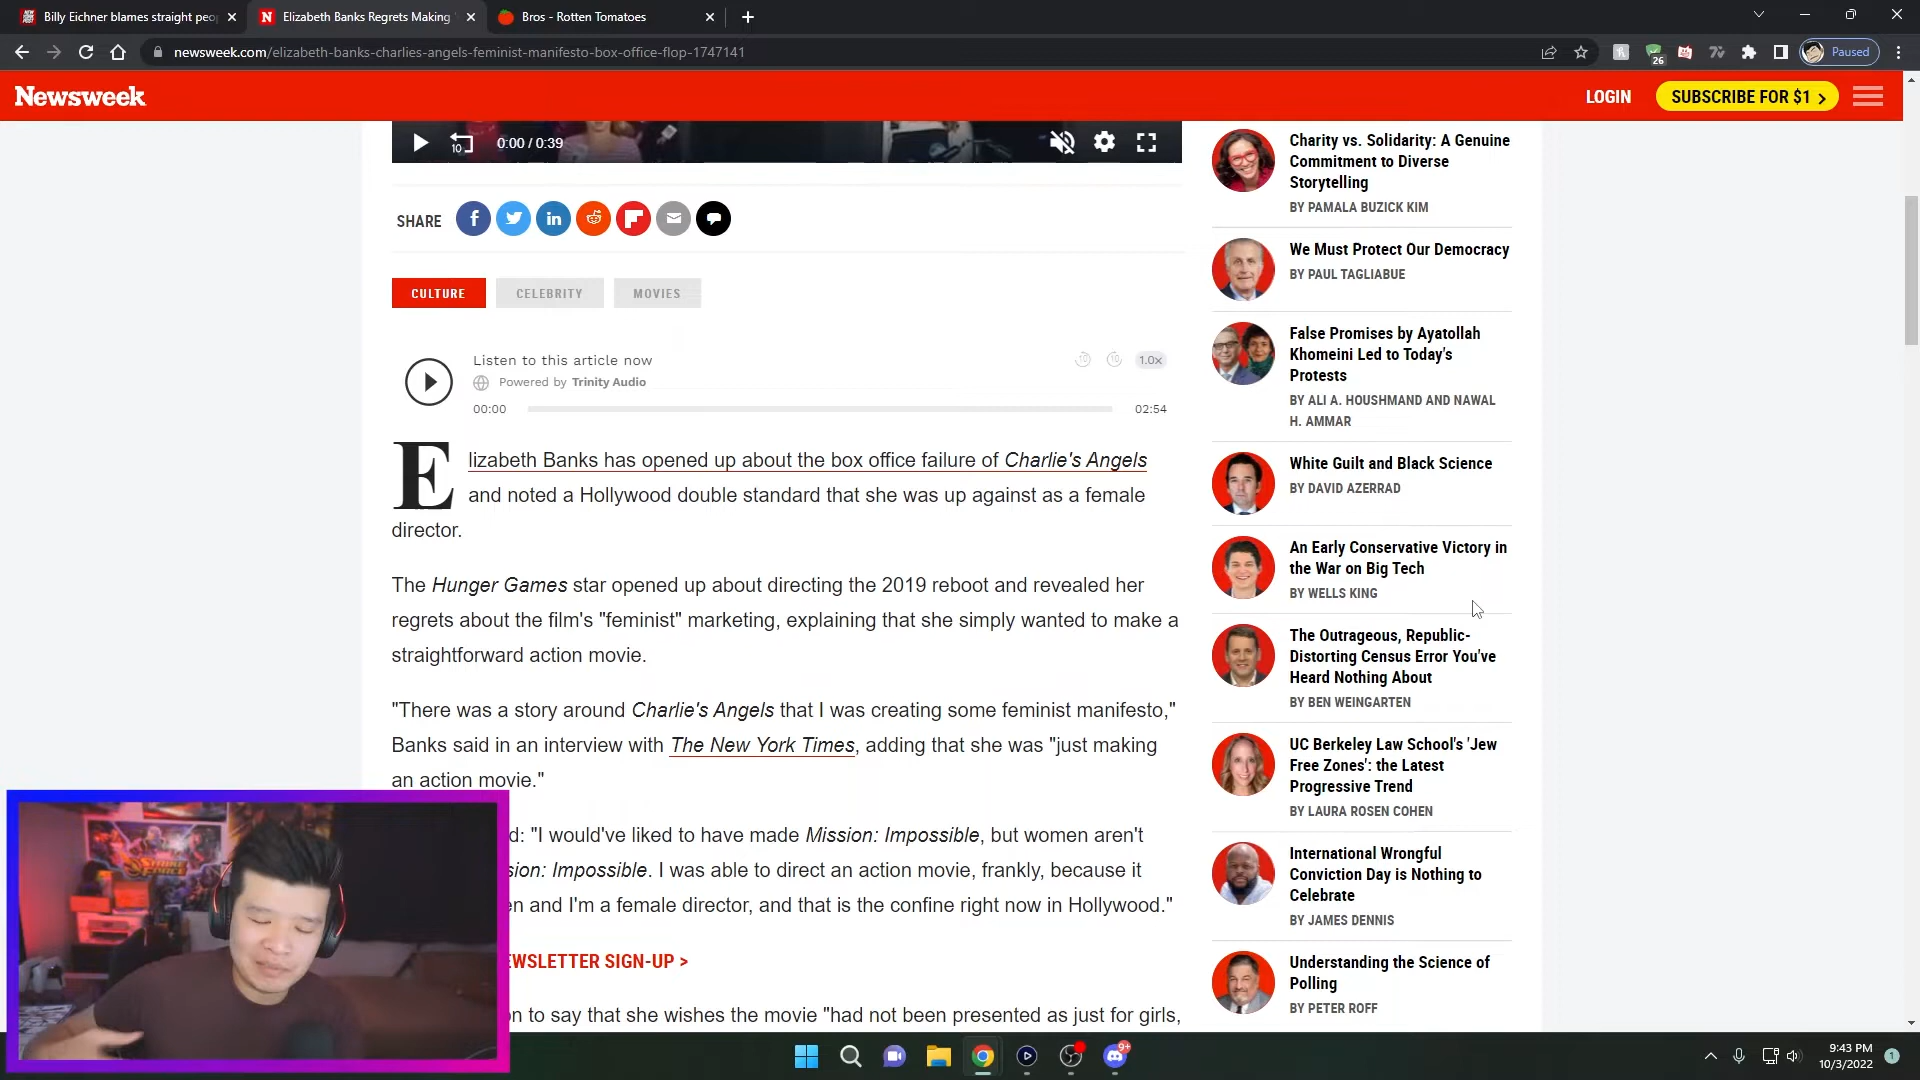 Billy Eichner blames straight peo
Elizabeth Banks Regrets Making
Bros - Rotten Tomatoes
newsweek.com/elizabeth-banks-charlies-angels-feminist-manifesto-box-office-flop-1747141
26
Paused
Newsweek
LOGIN
SUBSCRIBE FOR $1
10
0:00 / 0:39
SHARE
CULTURE
CELEBRITY
MOVIES
Listen to this article now
Powered by Trinity Audio
10
10
1.0x
00:00
02:54
Elizabeth Banks has opened up about the box office failure of Charlie's Angels
and noted a Hollywood double standard that she was up against as a female
director.
The Hunger Games star opened up about directing the 2019 reboot and revealed her
regrets about the film's "feminist" marketing, explaining that she simply wanted to make a
straightforward action movie.
"There was a story around Charlie's Angels that I was creating some feminist manifesto,"
Banks said in an interview with The New York Times, adding that she was "just making
an action movie."
d: "I would've liked to have made Mission: Impossible, but women aren't
sion: Impossible. I was able to direct an action movie, frankly, because it
en and I'm a female director, and that is the confine right now in Hollywood."
EWSLETTER SIGN-UP >
on to say that she wishes the movie "had not been presented as just for girls,
Charity vs. Solidarity: A Genuine
Commitment to Diverse
Storytelling
BY PAMALA BUZICK KIM
We Must Protect Our Democracy
BY PAUL TAGLIABUE
False Promises by Ayatollah
Khomeini Led to Today's
Protests
BY ALI A. HOUSHMAND AND NAWAL
H. AMMAR
White Guilt and Black Science
BY DAVID AZERRAD
An Early Conservative Victory in
the War on Big Tech
BY WELLS KING
The Outrageous, Republic-
Distorting Census Error You've
Heard Nothing About
BY BEN WEINGARTEN
UC Berkeley Law School's 'Jew
Free Zones': the Latest
Progressive Trend
BY LAURA ROSEN COHEN
International Wrongful
Conviction Day is Nothing to
Celebrate
BY JAMES DENNIS
Understanding the Science of
Polling
BY PETER ROFF
STRIKE
FORCE
9+
9:43 PM
10/3/2022
1